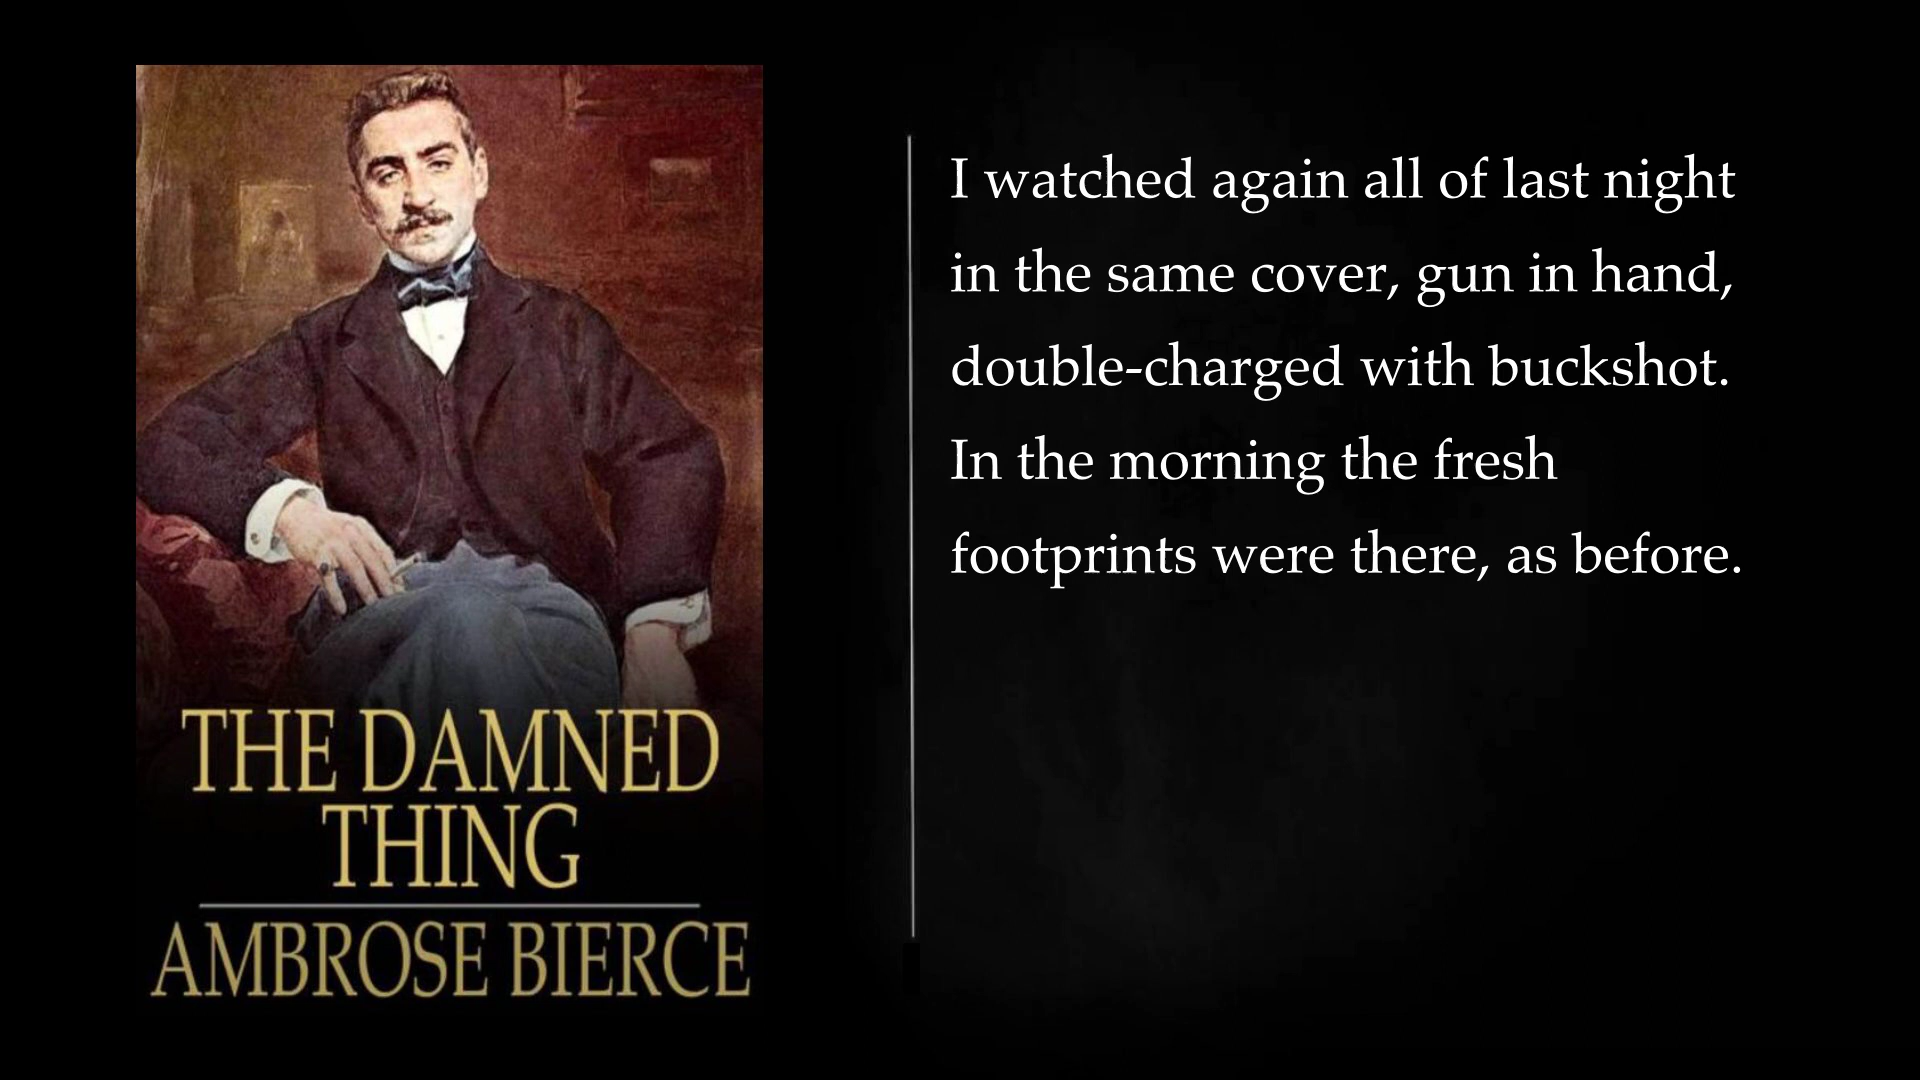 THE DAMNED
THING
AMBROSE BIERCE
I watched again all of last night
in the same cover, gun in hand,
double-charged with buckshot.
In the morning the fresh
footprints were there, as before.